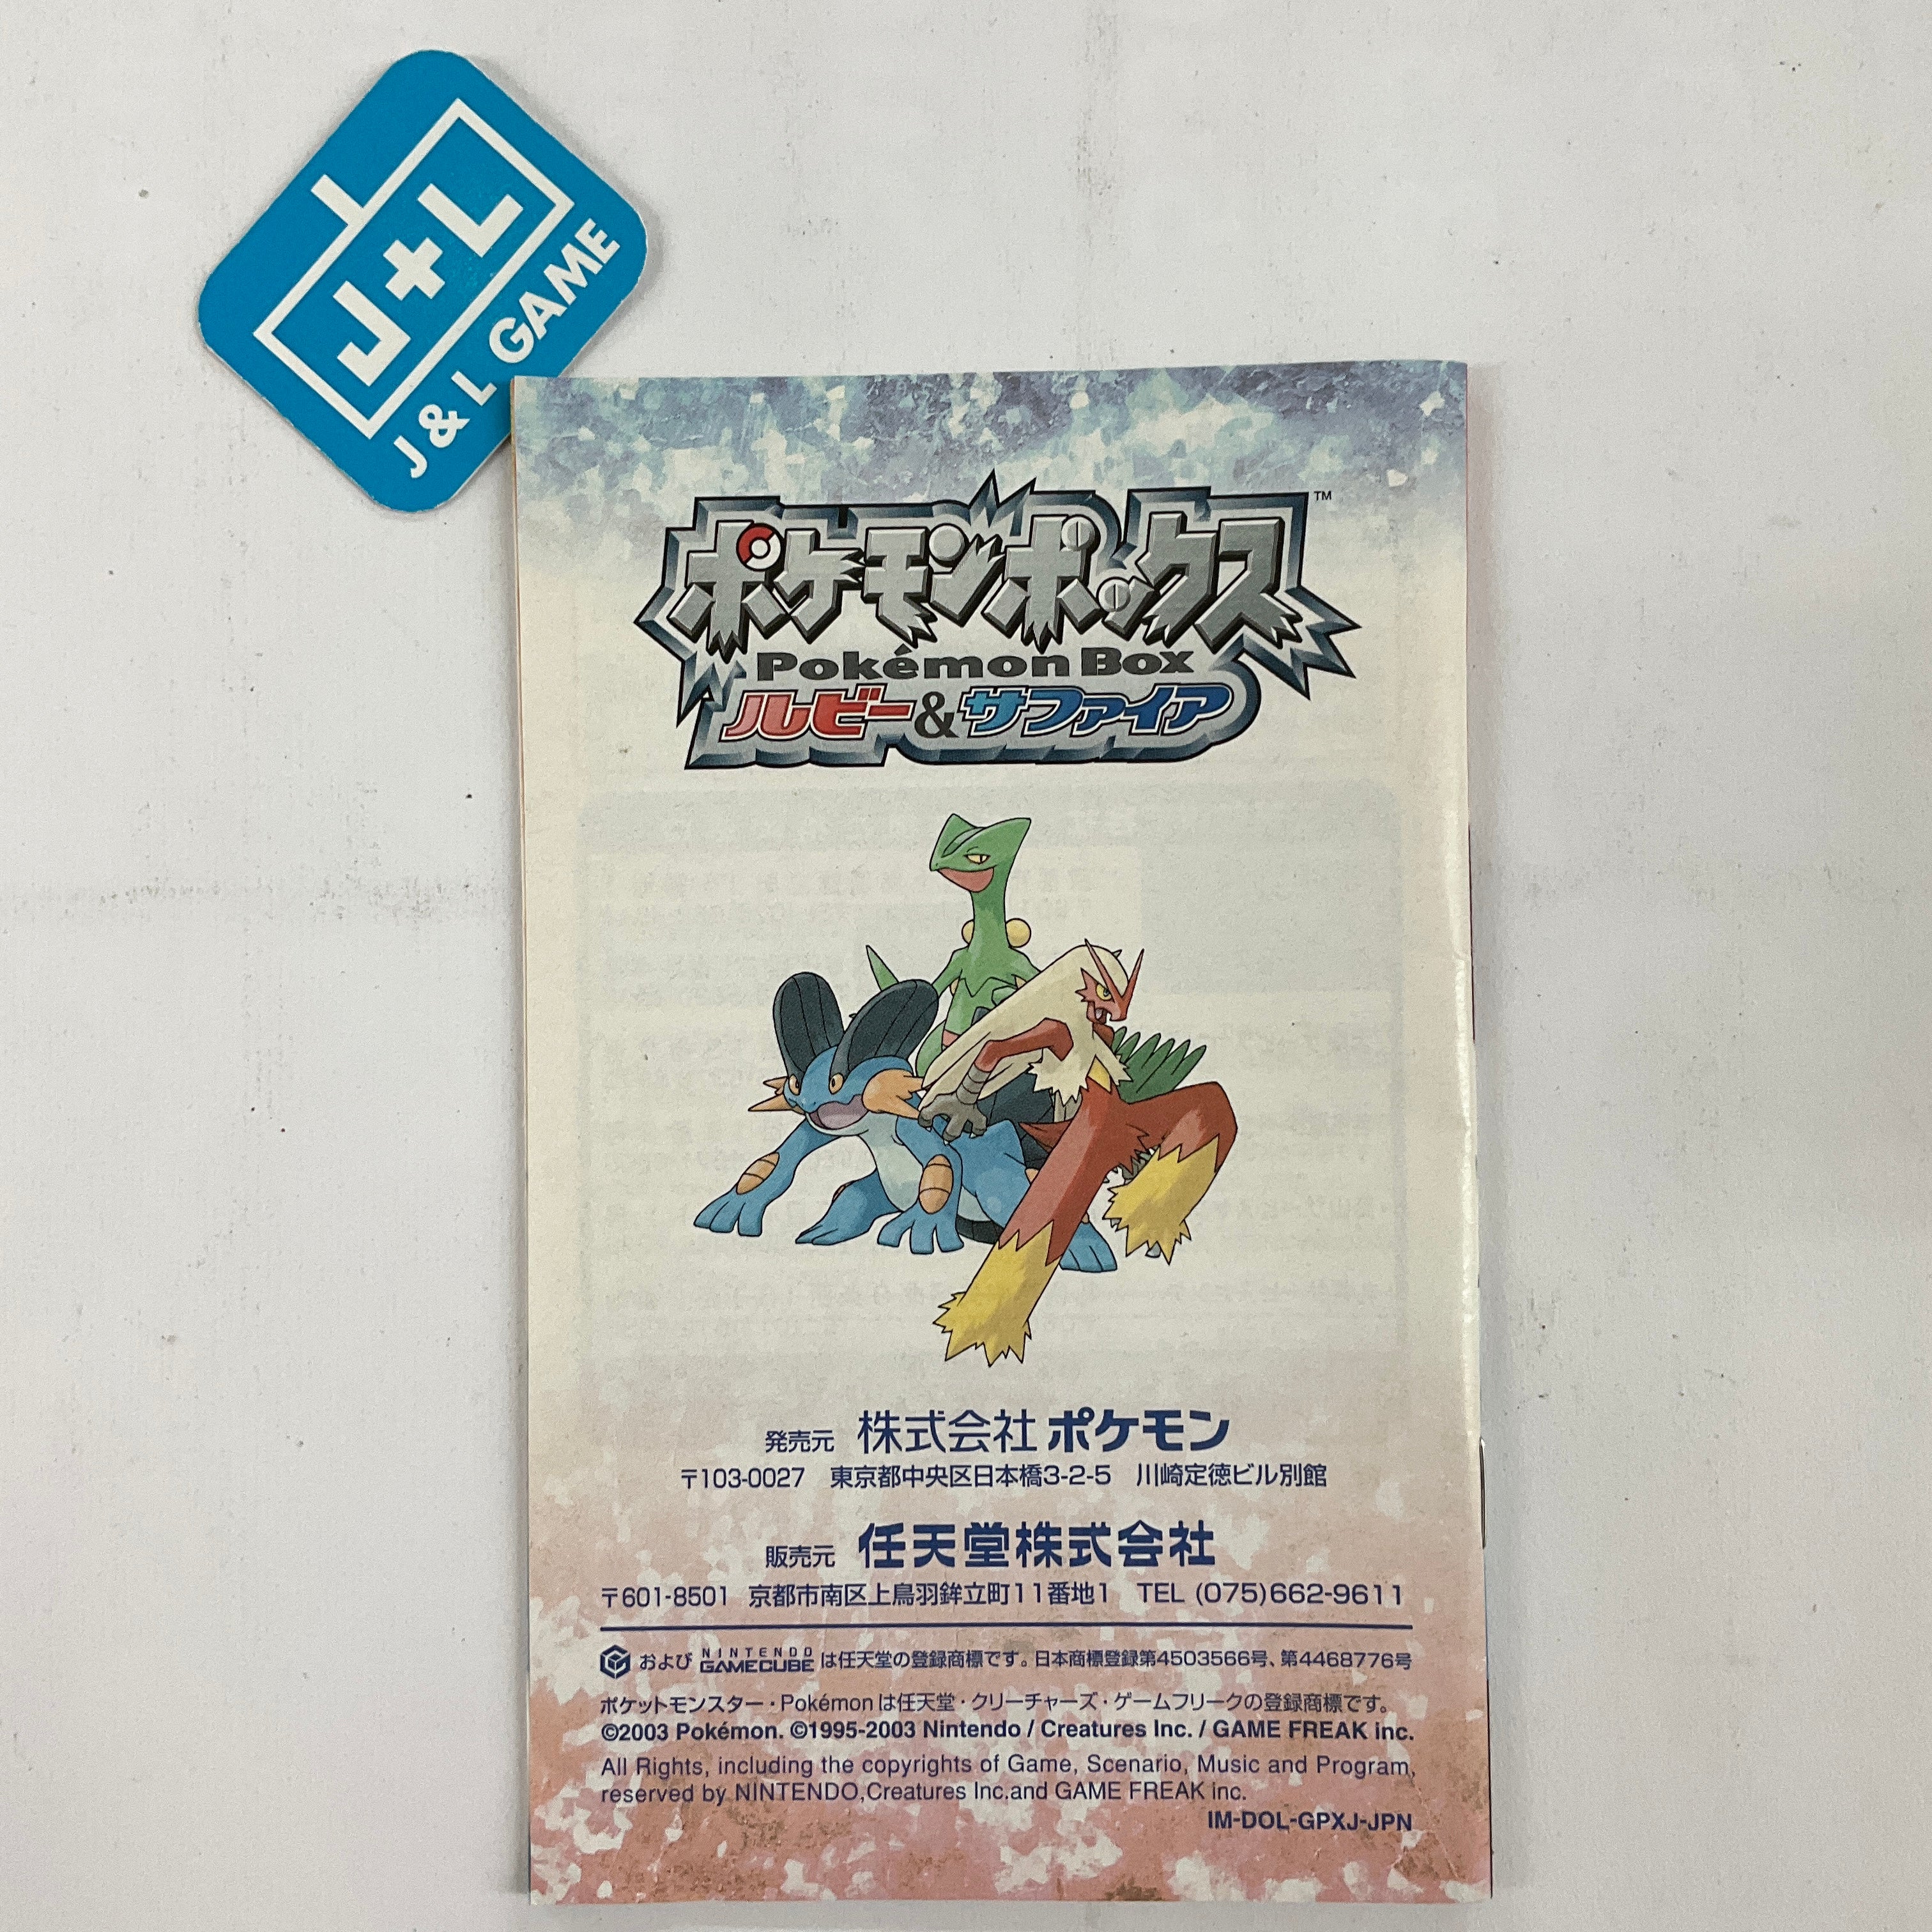 J+L
J & L GAME
ポケモンボックス™
Pokémon Box
ルビー&サファイア
発売元 株式会社ポケモン
〒103-0027 東京都中央区日本橋3-2-5 川崎定徳ビル別館
販売元 任天堂株式会社
〒601-8501 京都市南区上鳥羽鉾立町11番地1 TEL (075)662-9611
および NINTENDO GAMECUBE は任天堂の登録商標です。日本商標登録第4503566号、第4468776号
ポケットモンスター・Pokémonは任天堂・クリーチャーズ・ゲームフリークの登録商標です。
©2003 Pokémon. ©1995-2003 Nintendo / Creatures Inc. / GAME FREAK inc.
All Rights, including the copyrights of Game, Scenario, Music and Program,
reserved by NINTENDO,Creatures Inc.and GAME FREAK inc.
IM-DOL-GPXJ-JPN